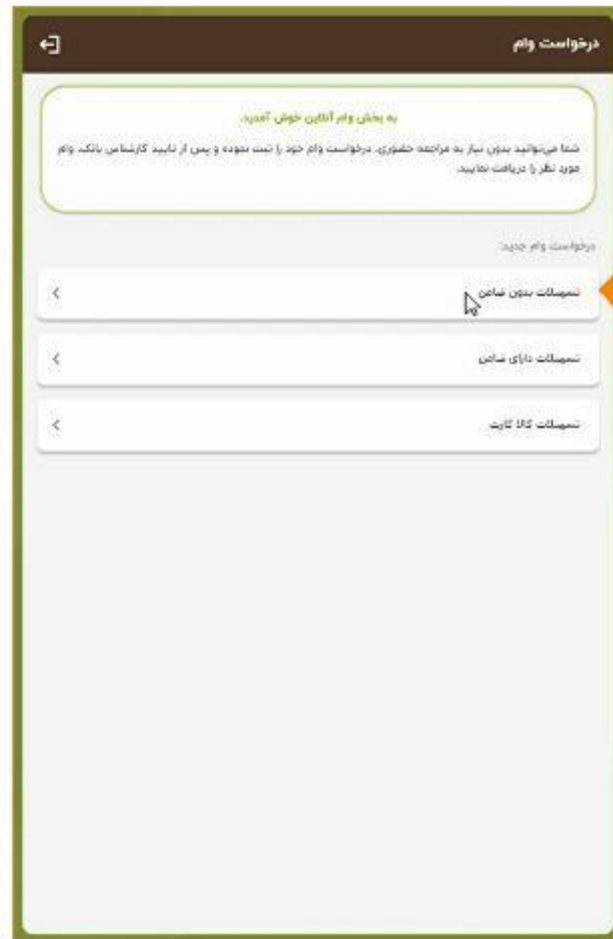 درخواست وام
به بخش وام آنلاین خوش آمدید.
شما می‌توانید بدون نیاز به مراجعه حضوری، درخواست وام خود را ثبت نموده و پس از تایید کارشناس بانک، وام
مورد نظر را دریافت نمایید.
درخواست وام جدید:
تسهیلات بدون ضامن
تسهیلات دارای ضامن
تسهیلات کالا کارت